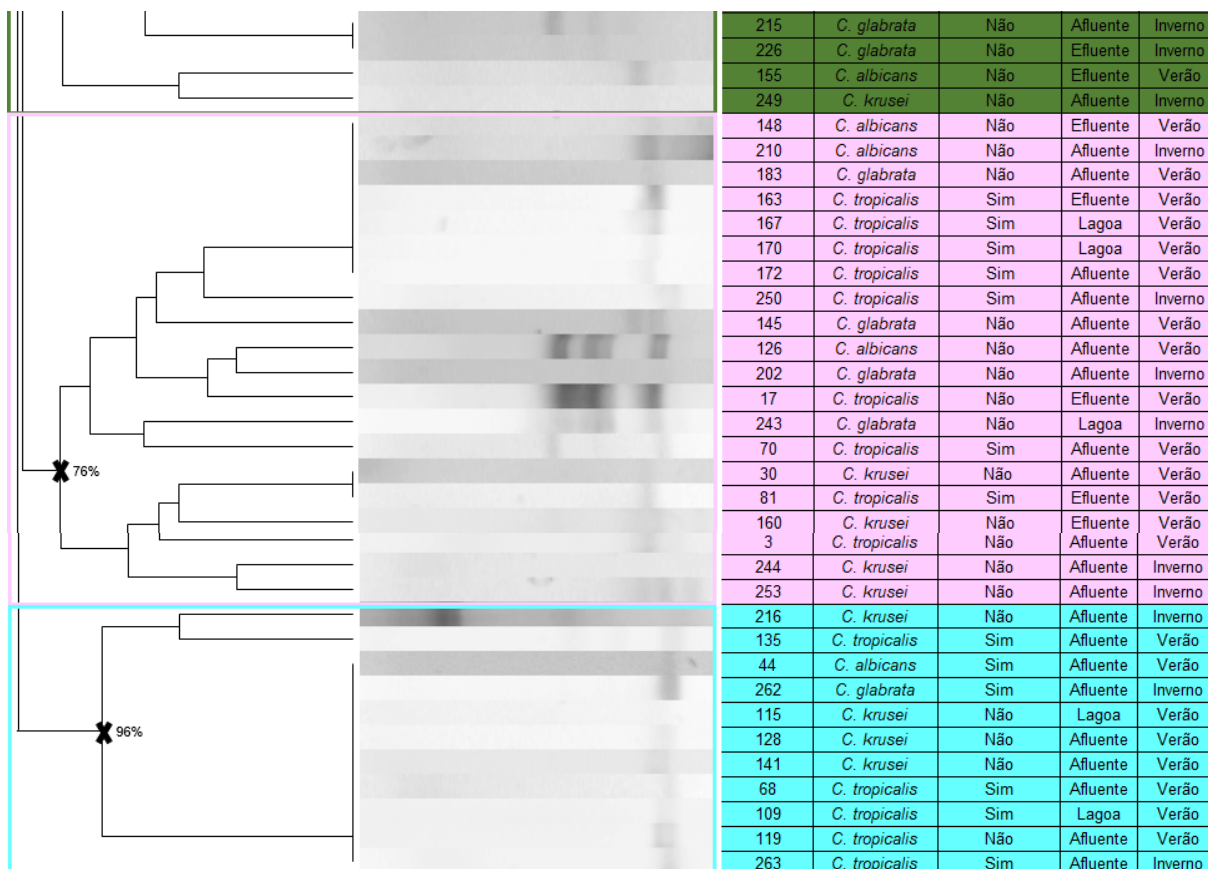 215 C. glabrata Não Afluente Inverno
226 C. glabrata Não Efluente Inverno
155 C. albicans Não Efluente Verão
249 C. krusei Não Afluente Inverno
148 C. albicans Não Efluente Verão
210 C. albicans Não Afluente Inverno
183 C. glabrata Não Afluente Verão
163 C. tropicalis Sim Efluente Verão
167 C. tropicalis Sim Lagoa Verão
170 C. tropicalis Sim Lagoa Verão
172 C. tropicalis Sim Afluente Verão
250 C. tropicalis Sim Afluente Inverno
145 C. glabrata Não Afluente Verão
126 C. albicans Não Afluente Verão
202 C. glabrata Não Afluente Inverno
17 C. tropicalis Não Efluente Verão
243 C. glabrata Não Lagoa Inverno
70 C. tropicalis Sim Afluente Verão
76%
30 C. krusei Não Afluente Verão
81 C. tropicalis Sim Efluente Verão
160 C. krusei Não Efluente Verão
3 C. tropicalis Não Afluente Verão
244 C. krusei Não Afluente Inverno
253 C. krusei Não Afluente Inverno
216 C. krusei Não Afluente Inverno
135 C. tropicalis Sim Afluente Verão
44 C. albicans Sim Afluente Verão
262 C. glabrata Sim Afluente Inverno
115 C. krusei Não Lagoa Verão
96%
128 C. krusei Não Afluente Verão
141 C. krusei Não Afluente Verão
68 C. tropicalis Sim Afluente Verão
109 C. tropicalis Sim Lagoa Verão
119 C. tropicalis Não Afluente Verão
263 C. tropicalis Sim Afluente Inverno